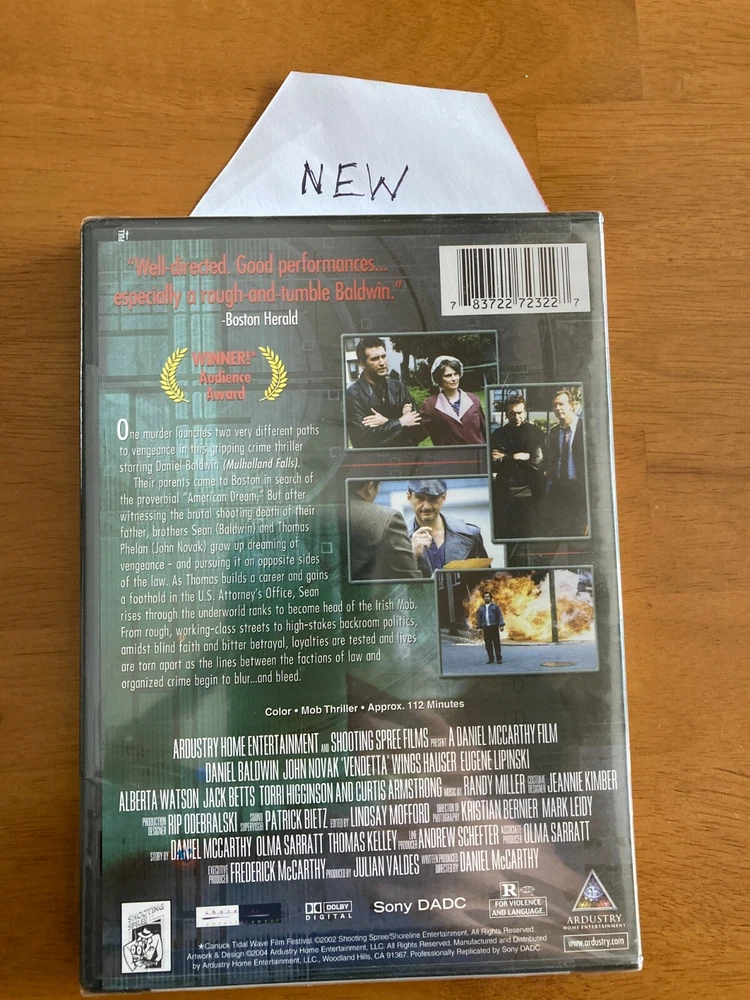 NEW
FULL
"Well-directed. Good performances...
especially a rough-and-tumble Baldwin."
-Boston Herald
7 83722 72322 7
WINNER!*
Audience
Award
One murder launches two very different paths
to vengeance in this gripping crime thriller
starring Daniel Baldwin (Mulholland Falls).
Their parents came to Boston in search of
the proverbial "American Dream." But after
witnessing the brutal shooting death of their
father, brothers Sean (Baldwin) and Thomas
Phelan (John Novak) grow up dreaming of
vengeance - and pursuing it on opposite sides
of the law. As Thomas builds a career and gains
a foothold in the U.S. Attorney's Office, Sean
rises through the underworld ranks to become head of the Irish Mob.
From rough, working-class streets to high-stakes backroom politics,
amidst blind faith and bitter betrayal, loyalties are tested and lives
are torn apart as the lines between the factions of law and
organized crime begin to blur...and bleed.
Color • Mob Thriller • Approx. 112 Minutes
ARDUSTRY HOME ENTERTAINMENT AND SHOOTING SPREE FILMS PRESENT A DANIEL MCCARTHY FILM
DANIEL BALDWIN JOHN NOVAK 'VENDETTA' WINGS HAUSER EUGENE LIPINSKI
ALBERTA WATSON JACK BETTS TORRI HIGGINSON AND CURTIS ARMSTRONG MUSIC BY RANDY MILLER COSTUME DESIGNER JEANNIE KIMBER
PRODUCTION DESIGNER RIP ODEBRALSKI SOUND SUPERVISOR PATRICK BIETZ EDITED BY LINDSAY MOFFORD DIRECTOR OF PHOTOGRAPHY KRISTIAN BERNIER MARK LEIDY
STORY BY DANIEL MCCARTHY OLMA SARRATT THOMAS KELLEY LINE PRODUCER ANDREW SCHEFTER ASSOCIATE PRODUCER OLMA SARRATT
EXECUTIVE PRODUCER FREDERICK McCARTHY PRODUCED BY JULIAN VALDES WRITTEN PRODUCED DIRECTED BY DANIEL McCARTHY
SHOOTING SPREE
DOLBY
DIGITAL
Sony DADC
R
FOR VIOLENCE
AND LANGUAGE.
ARDUSTRY
HOME ENTERTAINMENT
www.ardustry.com
★Canuck Tidal Wave Film Festival. ©2002 Shooting Spree/Shoreline Entertainment. All Rights Reserved.
Artwork & Design ©2004 Ardustry Home Entertainment, LLC. All Rights Reserved. Manufactured and Distributed
by Ardustry Home Entertainment, LLC., Woodland Hills, CA 91367. Professionally Replicated by Sony DADC.